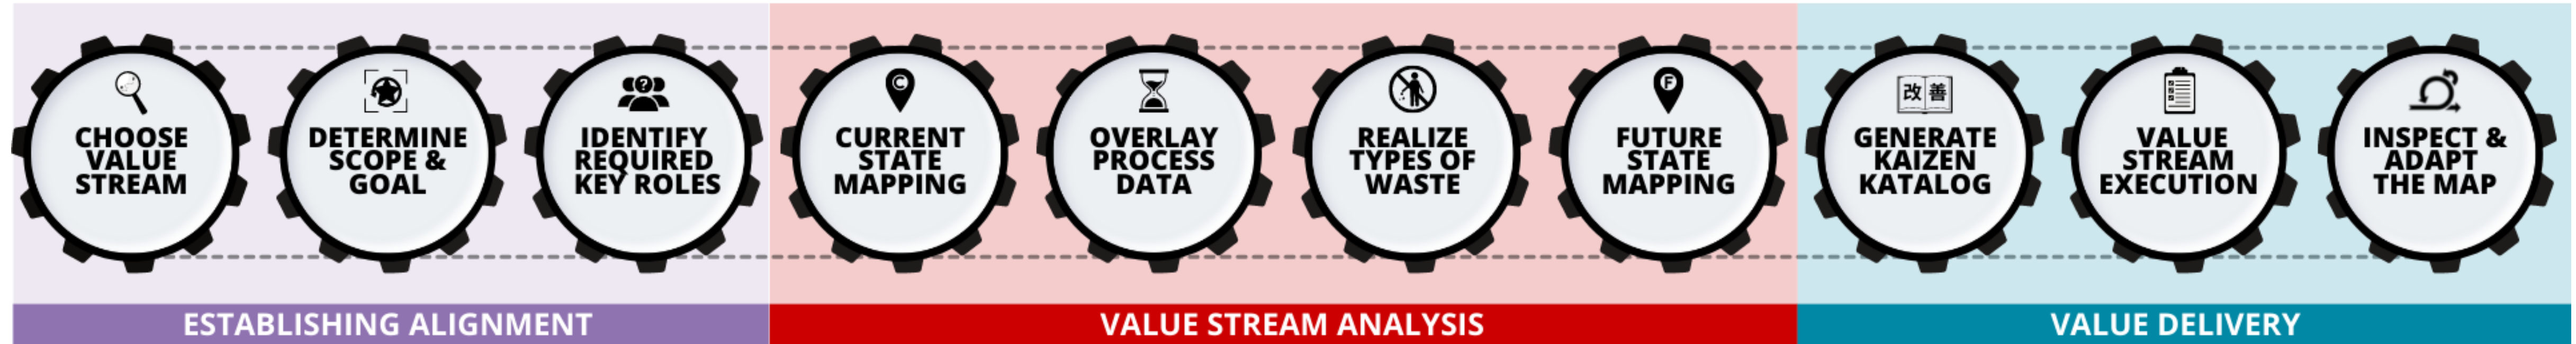 CHOOSE
VALUE
STREAM
DETERMINE
SCOPE &
GOAL
?
IDENTIFY
REQUIRED
KEY ROLES
C
CURRENT
STATE
MAPPING
OVERLAY
PROCESS
DATA
REALIZE
TYPES OF
WASTE
F
FUTURE
STATE
MAPPING
改善
GENERATE
KAIZEN
KATALOG
VALUE
STREAM
EXECUTION
INSPECT &
ADAPT
THE MAP
ESTABLISHING ALIGNMENT
VALUE STREAM ANALYSIS
VALUE DELIVERY